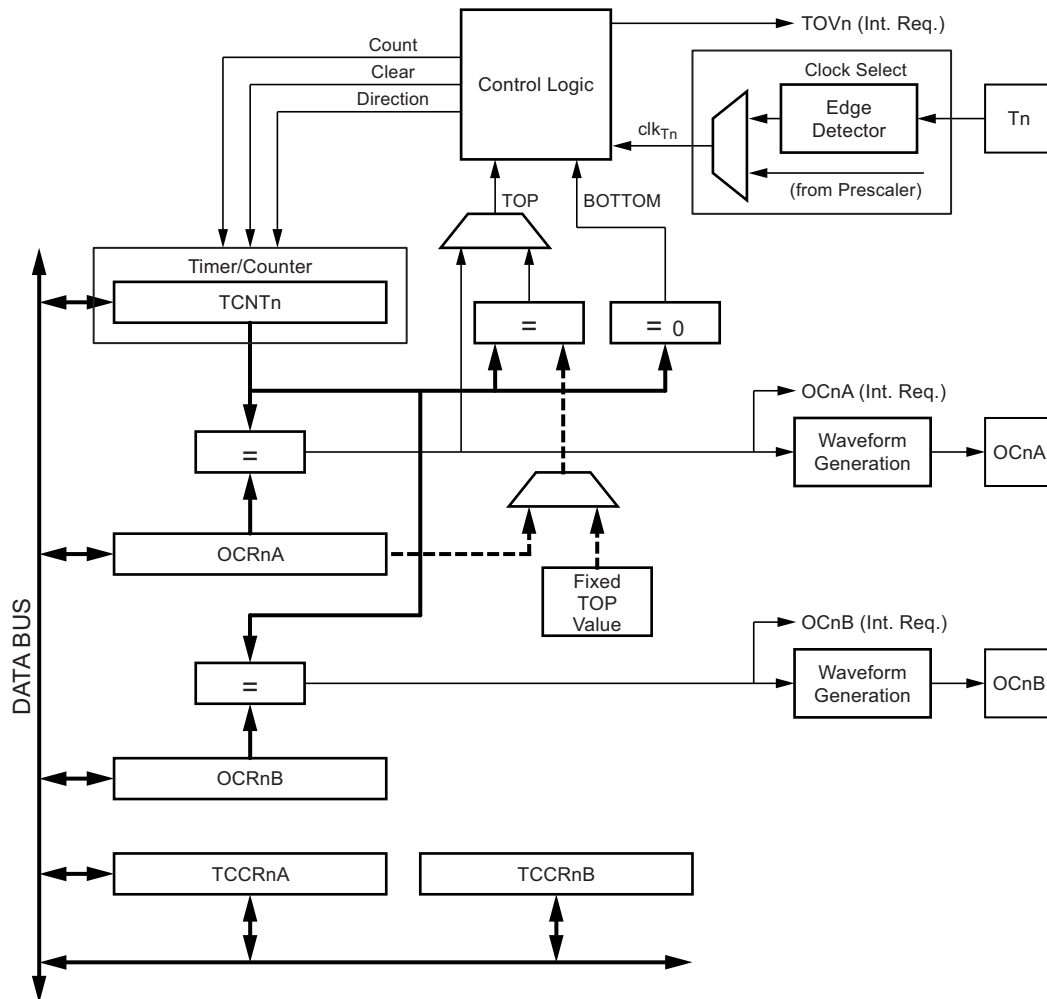 TOVn (Int. Req.)
Count
Clear
Direction
Control Logic
Clock Select
Edge
Detector
Tn
clkTn
(from Prescaler)
TOP
BOTTOM
Timer/Counter
TCNTn
=
= 0
OCnA (Int. Req.)
=
Waveform
Generation
OCnA
OCRnA
Fixed
TOP
Value
DATA BUS
OCnB (Int. Req.)
=
Waveform
Generation
OCnB
OCRnB
TCCRnA
TCCRnB